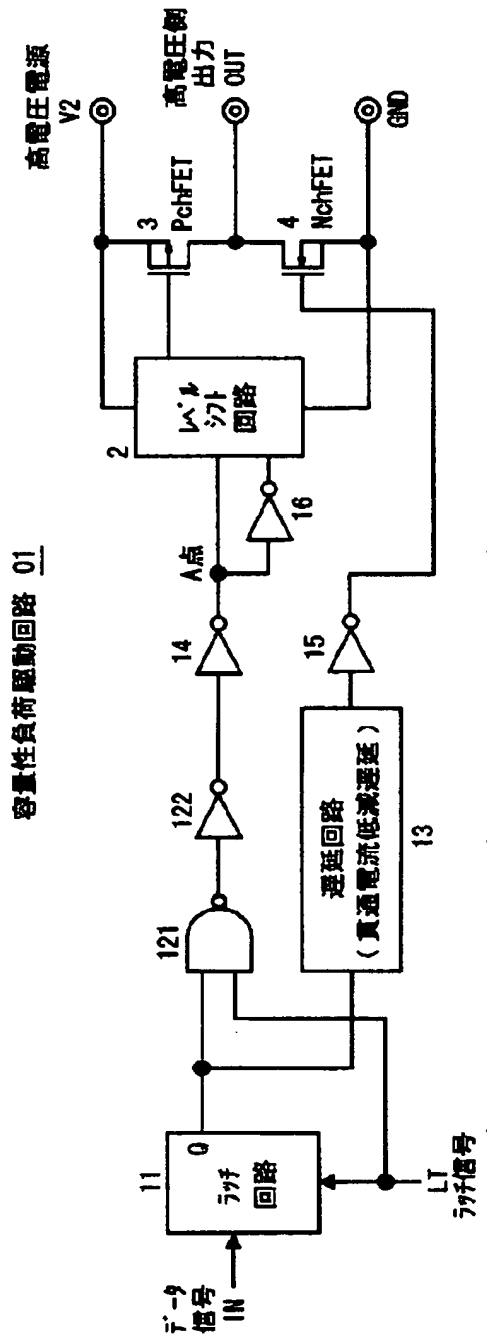 容量性負荷駆動回路 01
データ
信号
IN
11
ラッチ
回路
Q
LT
ラッチ信号
121
122
14
A点
16
2
レベル
シフト
回路
遅延回路
(貫通電流低減遅延)
13
15
3
PchFET
4
NchFET
高電圧電源
V2
高電圧側
出力
OUT
GND